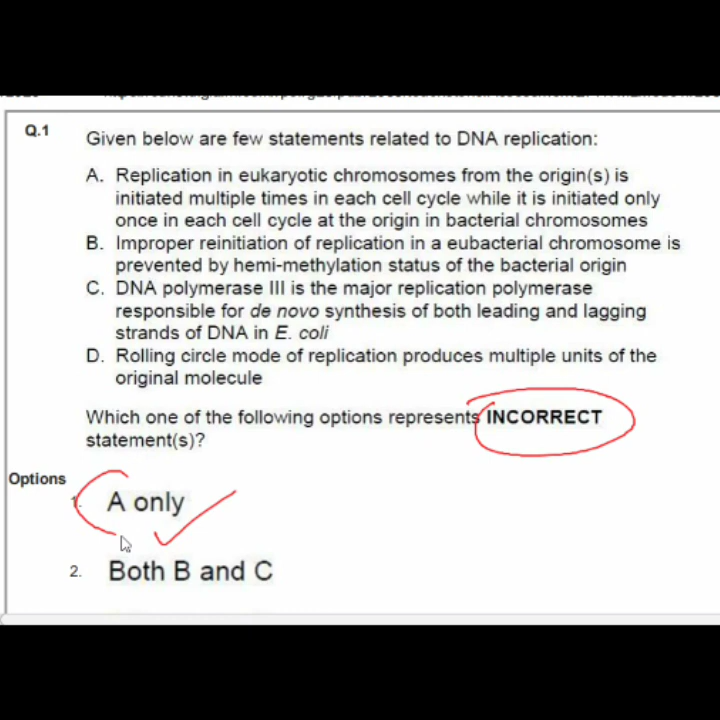 Q.1
Given below are few statements related to DNA replication:
A. Replication in eukaryotic chromosomes from the origin(s) is
initiated multiple times in each cell cycle while it is initiated only
once in each cell cycle at the origin in bacterial chromosomes
B. Improper reinitiation of replication in a eubacterial chromosome is
prevented by hemi-methylation status of the bacterial origin
C. DNA polymerase III is the major replication polymerase
responsible for de novo synthesis of both leading and lagging
strands of DNA in E. coli
D. Rolling circle mode of replication produces multiple units of the
original molecule
Which one of the following options represents INCORRECT
statement(s)?
Options
1. A only
2. Both B and C